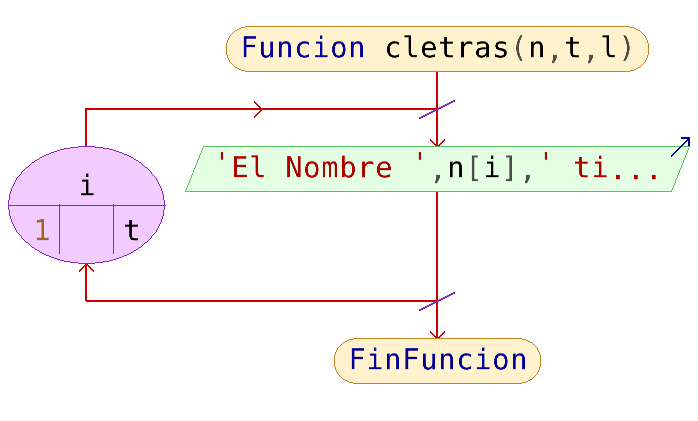 Funcion cletras(n,t,l)
i
1 t
'El Nombre ',n[i],' ti...
FinFuncion